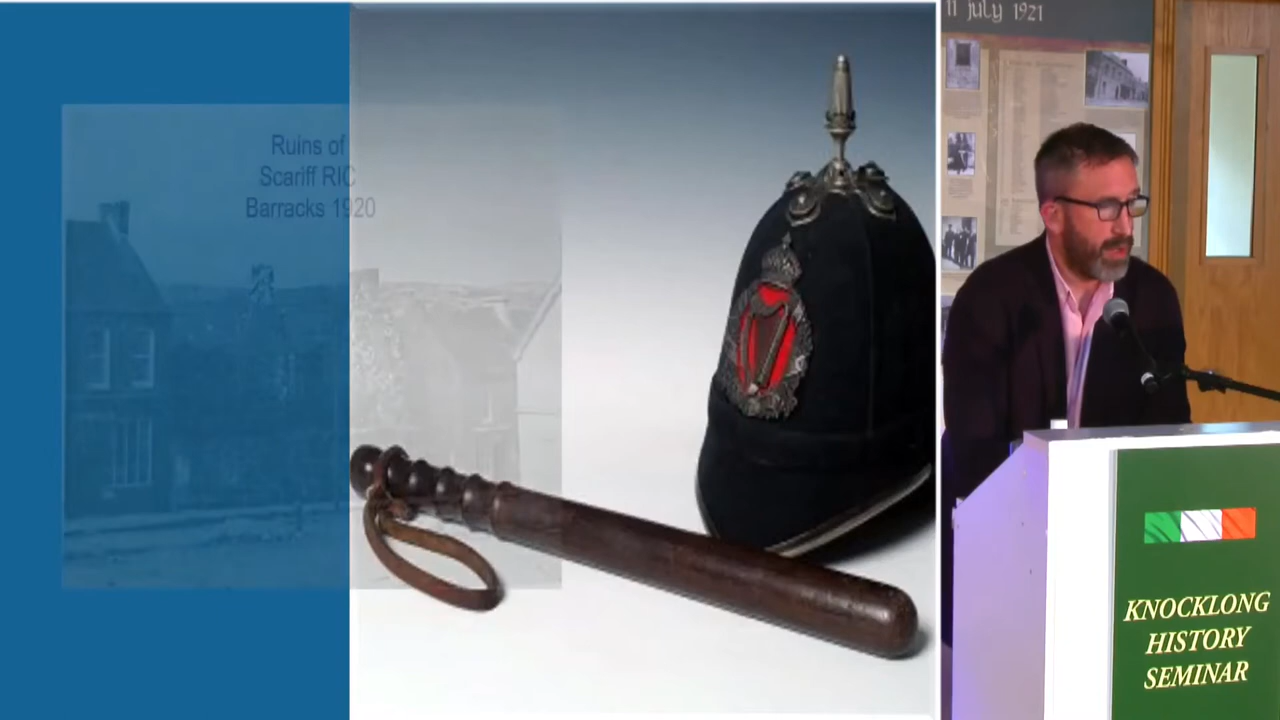 Ruins of
Scariff RIC
Barracks 1920
11 july 1921
KNOCKLONG
HISTORY
SEMINAR